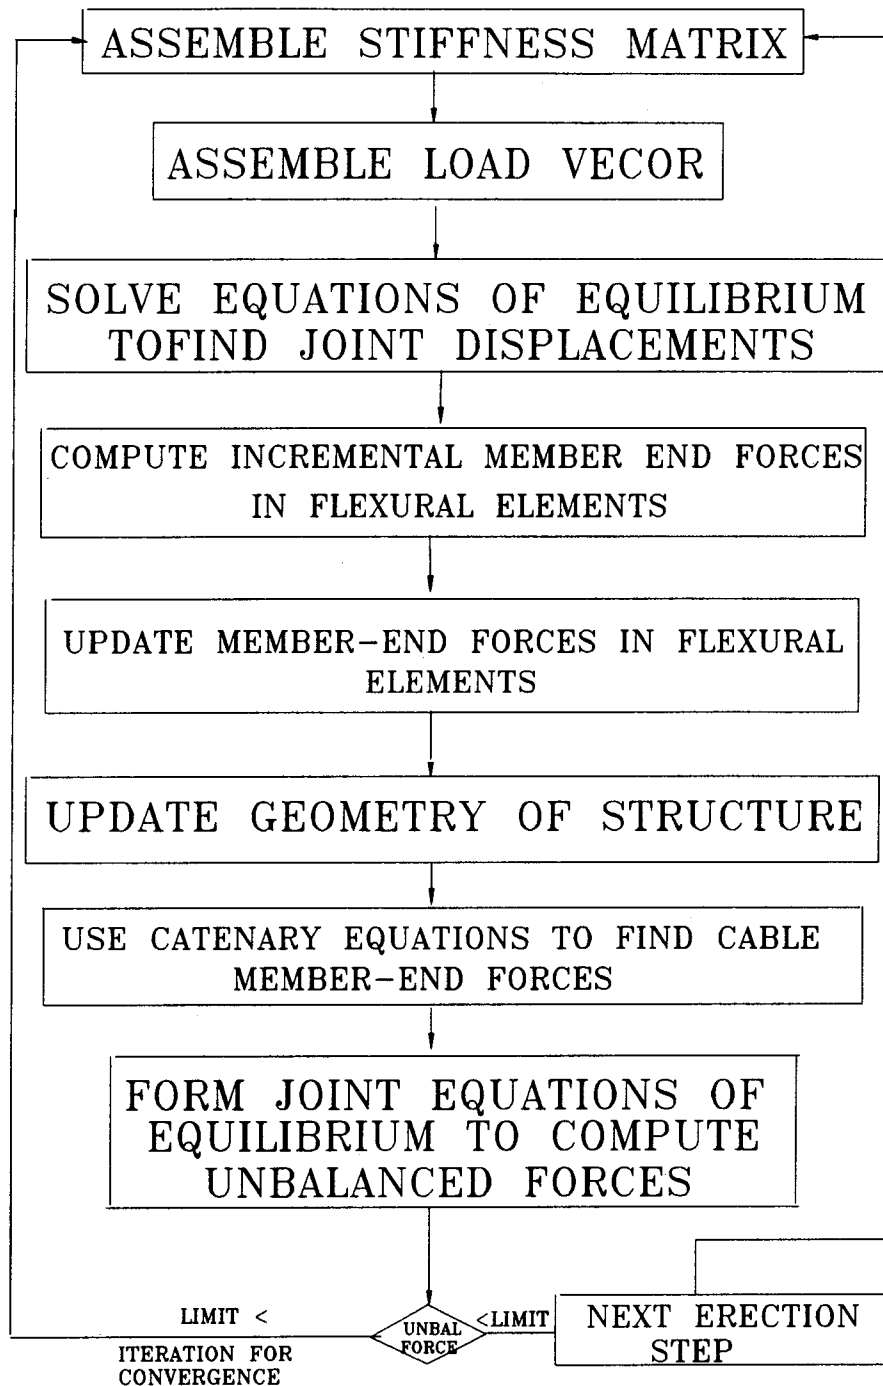 ASSEMBLE STIFFNESS MATRIX
ASSEMBLE LOAD VECOR
SOLVE EQUATIONS OF EQUILIBRIUM
TOFIND JOINT DISPLACEMENTS
COMPUTE INCREMENTAL MEMBER END FORCES
IN FLEXURAL ELEMENTS
UPDATE MEMBER-END FORCES IN FLEXURAL
ELEMENTS
UPDATE GEOMETRY OF STRUCTURE
USE CATENARY EQUATIONS TO FIND CABLE
MEMBER-END FORCES
FORM JOINT EQUATIONS OF
EQUILIBRIUM TO COMPUTE
UNBALANCED FORCES
LIMIT <
ITERATION FOR
CONVERGENCE
UNBAL
FORCE
<LIMIT
NEXT ERECTION
STEP